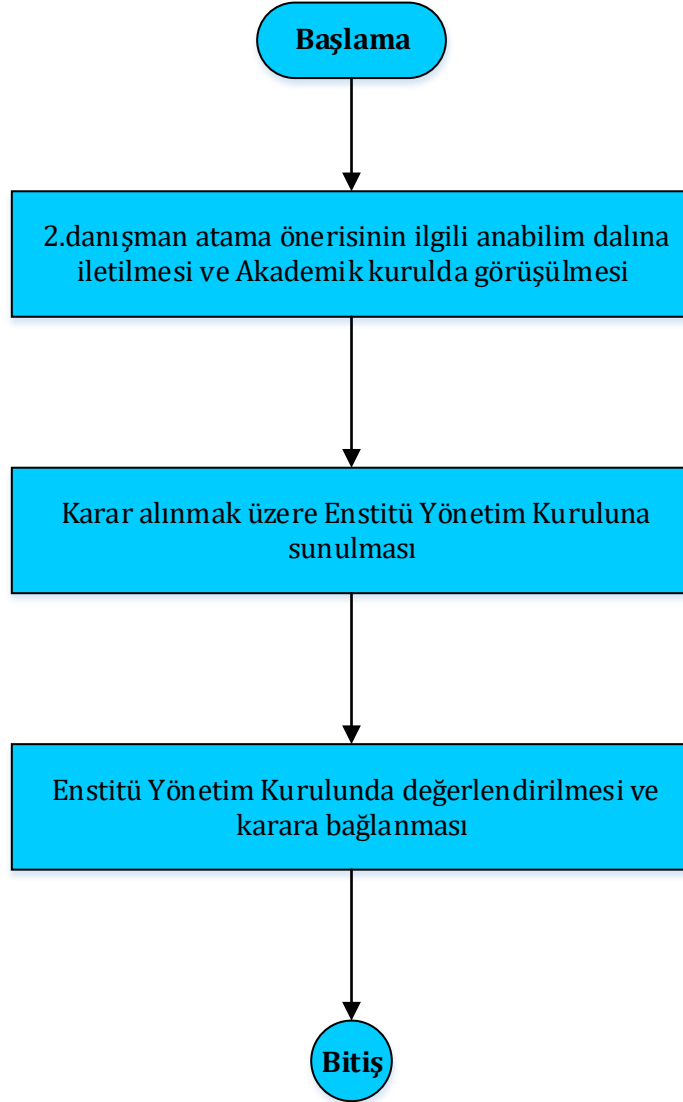 Başlama
2.danışman atama önerisinin ilgili anabilim dalına
iletilmesi ve Akademik kurulda görüşülmesi
Karar alınmak üzere Enstitü Yönetim Kuruluna
sunulması
Enstitü Yönetim Kurulunda değerlendirilmesi ve
karara bağlanması
Bitiş